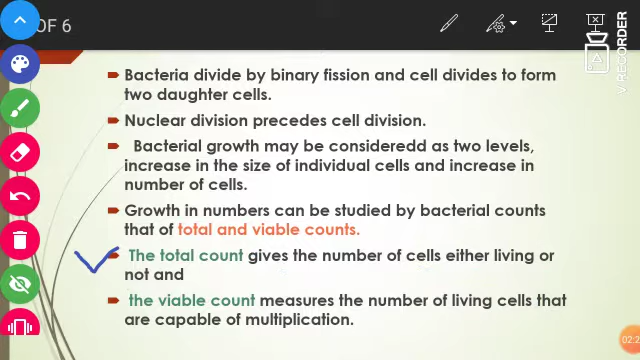 OF 6
Bacteria divide by binary fission and cell divides to form
two daughter cells.
Nuclear division precedes cell division.
Bacterial growth may be consideredd as two levels,
increase in the size of individual cells and increase in
number of cells.
Growth in numbers can be studied by bacterial counts
that of total and viable counts.
The total count gives the number of cells either living or
not and
the viable count measures the number of living cells that
are capable of multiplication.
V RECORDER
02:2